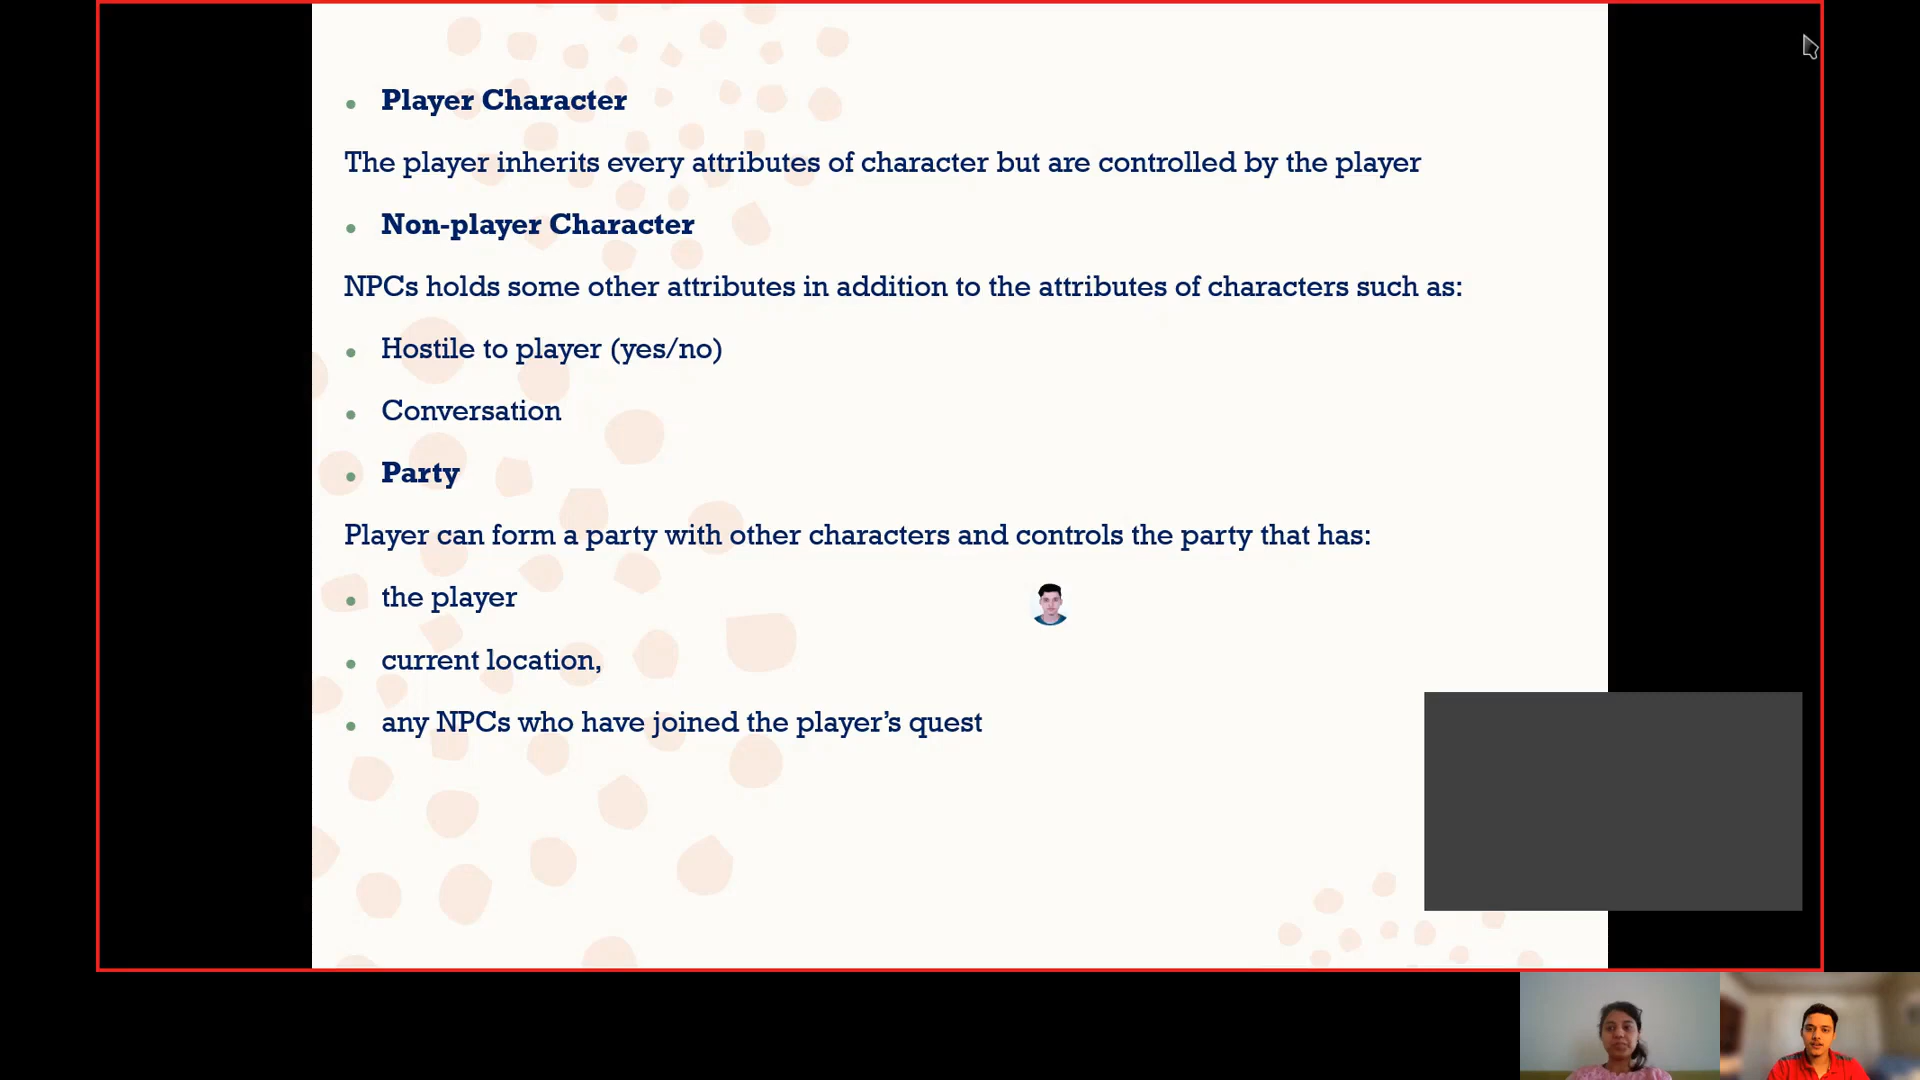 Player Character
The player inherits every attributes of character but are controlled by the player
Non-player Character
NPCs holds some other attributes in addition to the attributes of characters such as:
Hostile to player (yes/no)
Conversation
Party
Player can form a party with other characters and controls the party that has:
the player
current location,
any NPCs who have joined the player’s quest